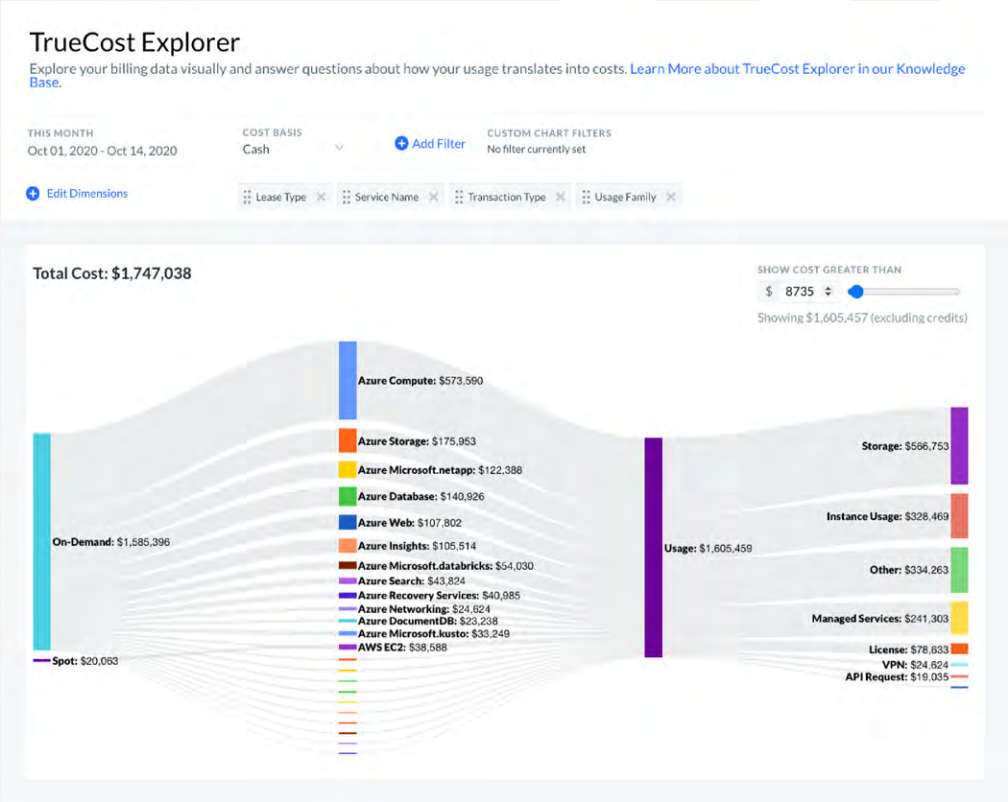 TrueCost Explorer
Explore your billing data visually and answer questions about how your usage translates into costs. Learn More about TrueCost Explorer in our Knowledge
Base.
THIS MONTH
Oct 01, 2020 - Oct 14, 2020
COST BASIS
Cash
Add Filter
CUSTOM CHART FILTERS
No filter currently set
Edit Dimensions
Lease Type
Service Name
Transaction Type
Usage Family
Total Cost: $1,747,038
SHOW COST GREATER THAN
$ 8735
Showing $1,605,457 (excluding credits)
On-Demand: $1,585,396
Spot: $20,063
Azure Compute: $573,590
Azure Storage: $175,953
Azure Microsoft.netapp: $122,388
Azure Database: $140,926
Azure Web: $107,802
Azure Insights: $105,514
Azure Microsoft.databricks: $54,030
Azure Search: $43,824
Azure Recovery Services: $40,985
Azure Networking: $24,624
Azure DocumentDB: $23,238
Azure Microsoft.kusto: $33,249
AWS EC2: $38,588
Usage: $1,605,459
Storage: $566,753
Instance Usage: $328,469
Other: $334,263
Managed Services: $241,303
License: $78,633
VPN: $24,624
API Request: $19,035